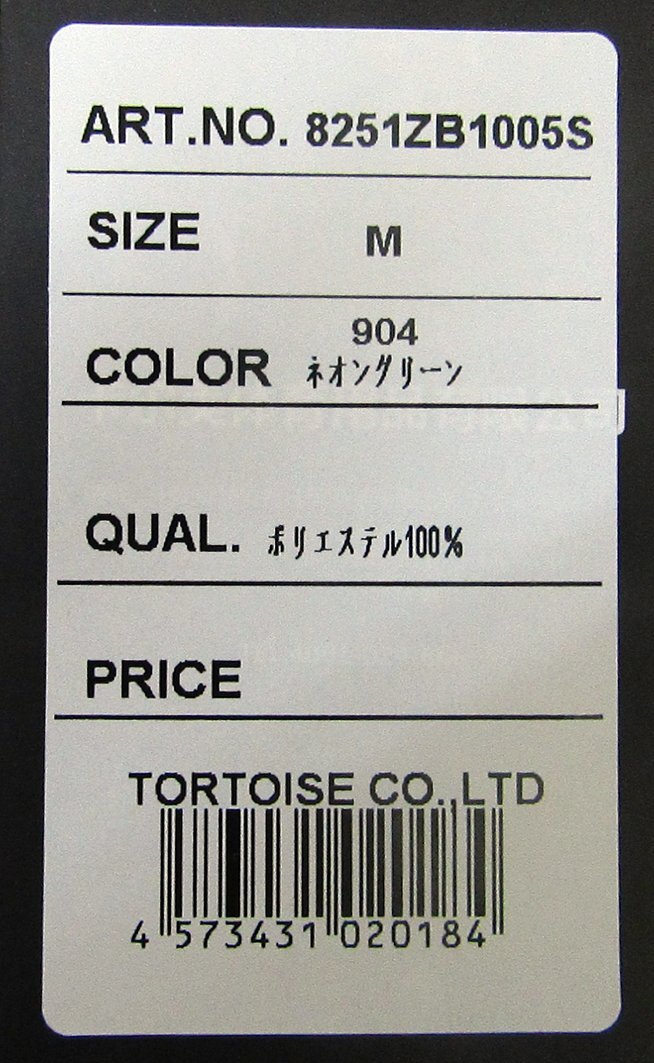 ART.NO. 8251ZB1005S
SIZE M
904
COLOR ネオングリーン
QUAL. ポリエステル100%
PRICE
TORTOISE CO.,LTD
4 573431 020184